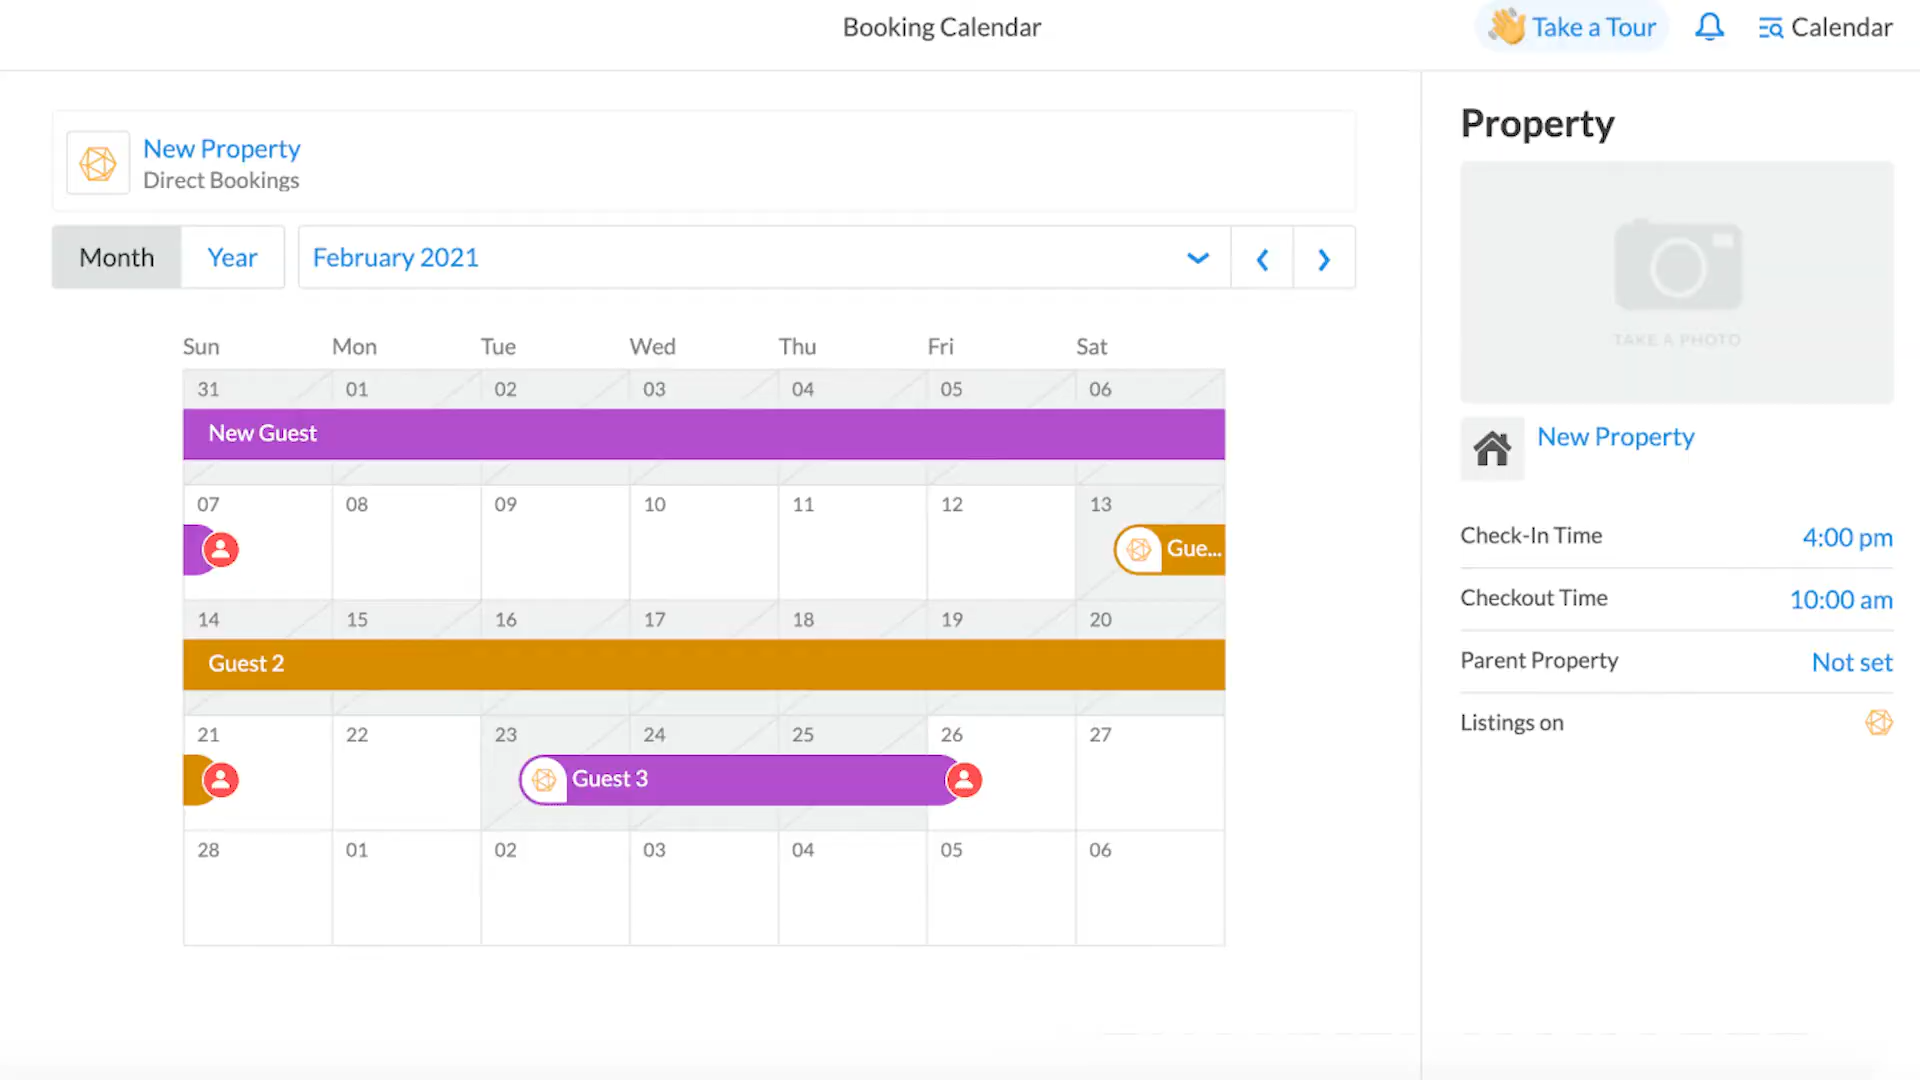 Booking Calendar
Take a Tour
Calendar
New Property
Direct Bookings
Month
Year
February 2021
Sun Mon Tue Wed Thu Fri Sat
31 01 02 03 04 05 06
New Guest
07 08 09 10 11 12 13
Gue...
14 15 16 17 18 19 20
Guest 2
21 22 23 24 25 26 27
Guest 3
28 01 02 03 04 05 06
Property
TAKE A PHOTO
New Property
Check-In Time 4:00 pm
Checkout Time 10:00 am
Parent Property Not set
Listings on